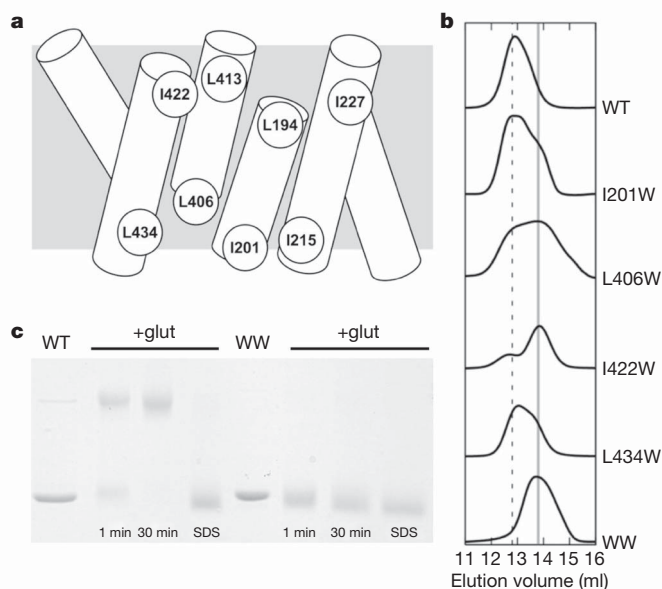 a
L413
I422
I227
L194
L406
L434
I201
I215
b
WT
I201W
L406W
I422W
L434W
WW
11 12 13 14 15 16
Elution volume (ml)
c
+glut
+glut
WT
WW
1 min 30 min SDS
1 min 30 min SDS